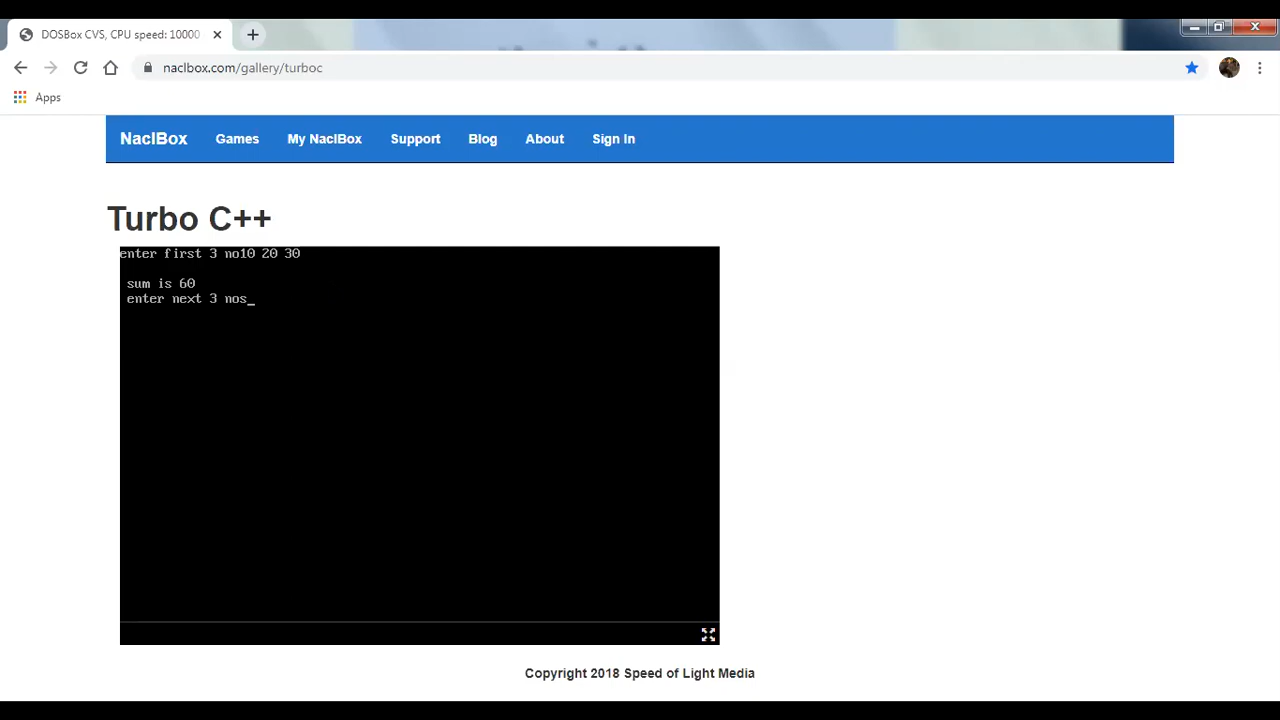 DOSBox CVS, CPU speed: 10000
naclbox.com/gallery/turboc
Apps
NaclBox Games My NaclBox Support Blog About Sign In
Turbo C++
enter first 3 no10 20 30
sum is 60
enter next 3 nos_
Copyright 2018 Speed of Light Media